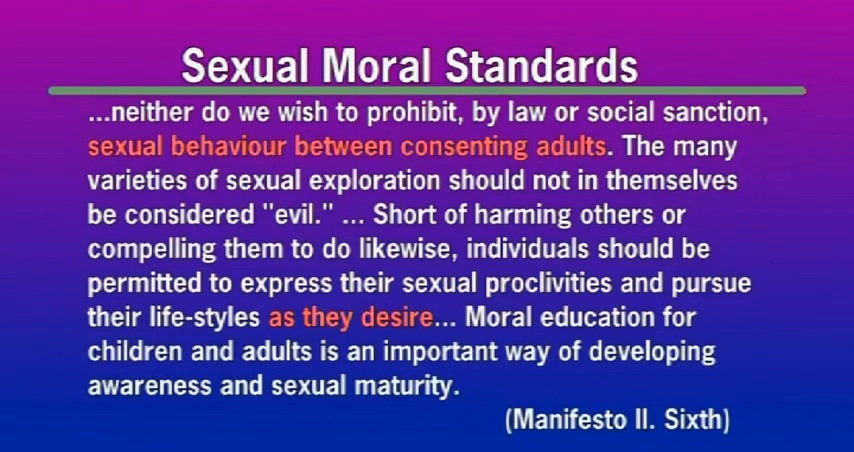 Sexual Moral Standards
...neither do we wish to prohibit, by law or social sanction,
sexual behaviour between consenting adults. The many
varieties of sexual exploration should not in themselves
be considered "evil." ... Short of harming others or
compelling them to do likewise, individuals should be
permitted to express their sexual proclivities and pursue
their life-styles as they desire... Moral education for
children and adults is an important way of developing
awareness and sexual maturity.
(Manifesto II. Sixth)